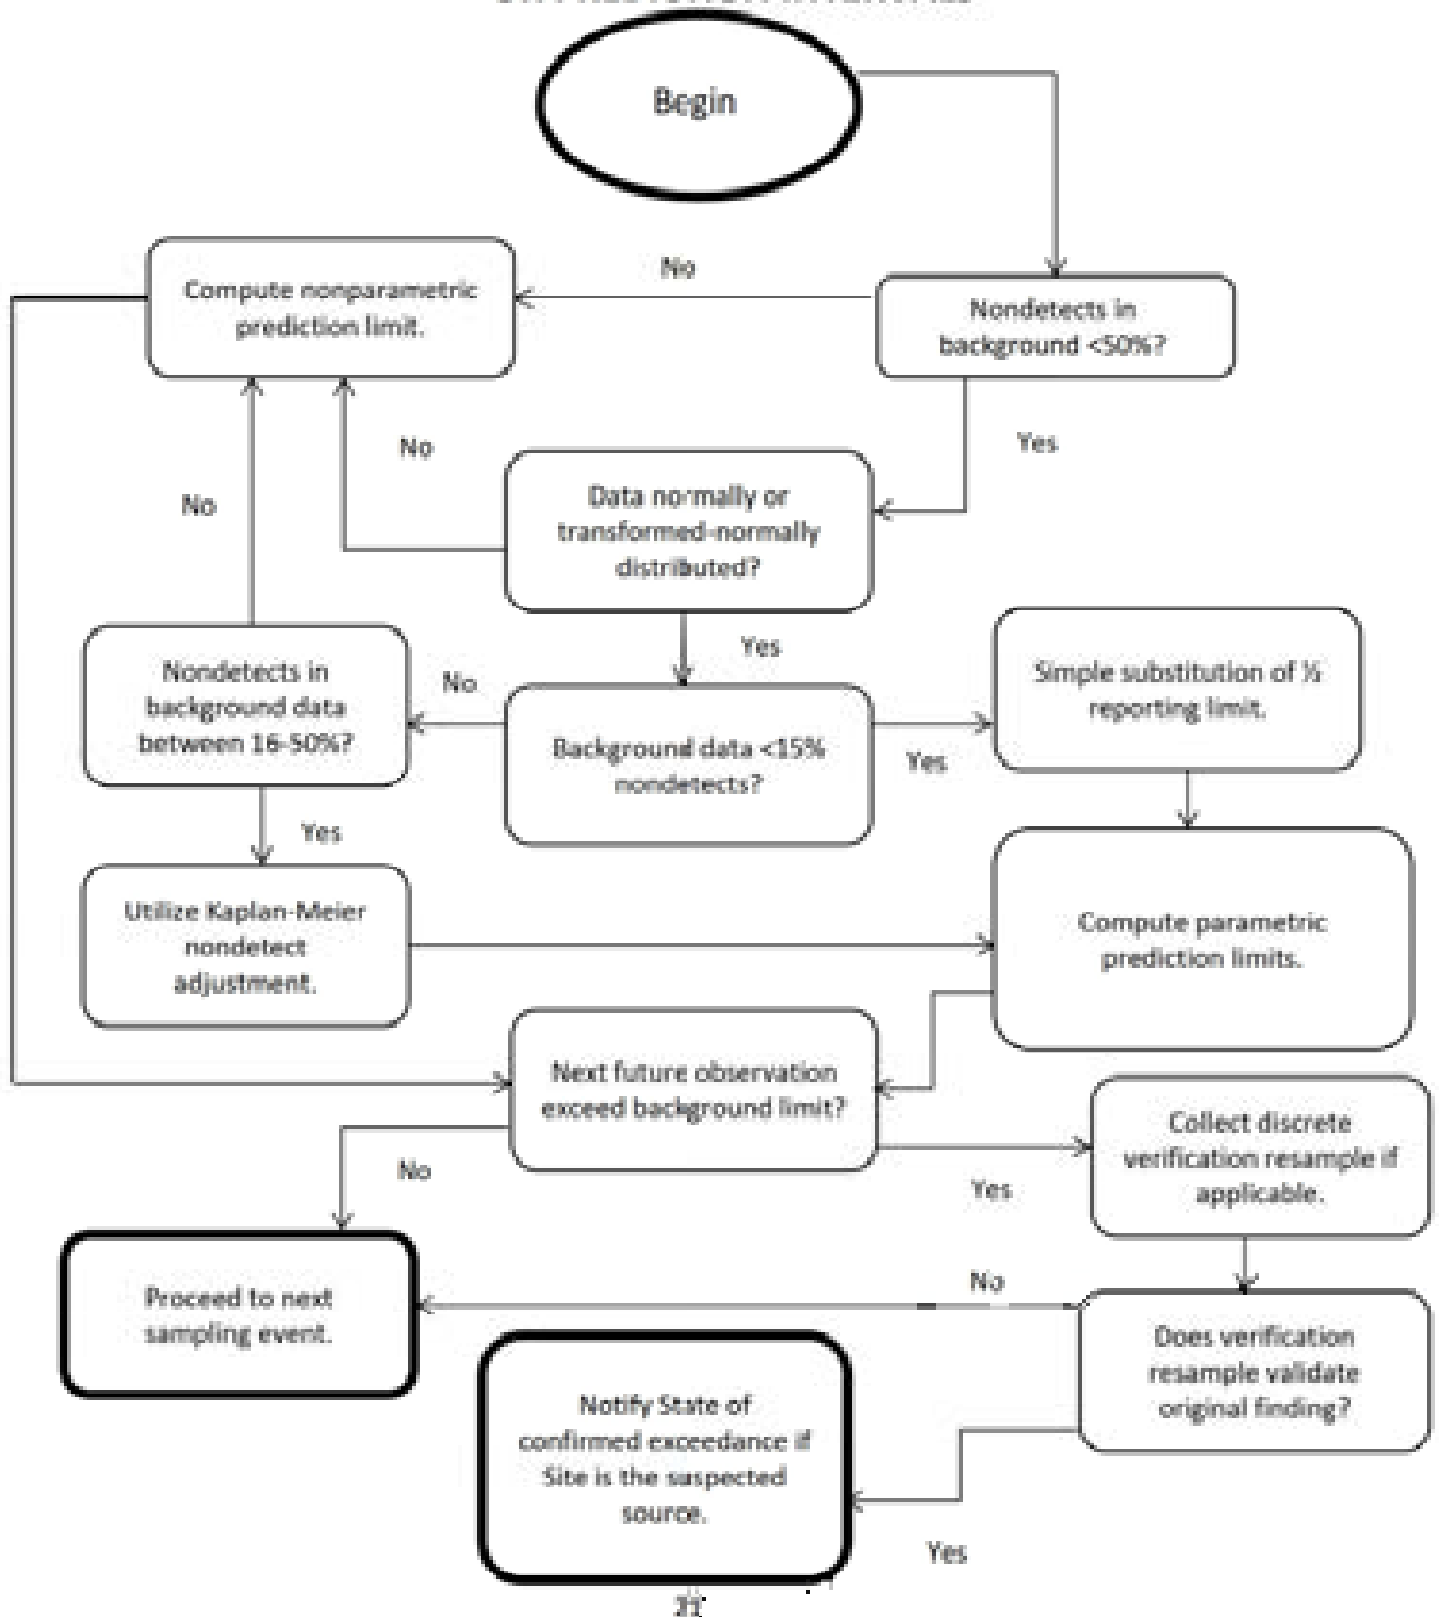 Begin
Compute nonparametric
prediction limit.
No
Nondetects in
background <50%?
No
Yes
Data normally or
transformed-normally
distributed?
No
Yes
Nondetects in
background data
between 16-50%?
No
Background data <15%
nondetects?
Yes
Simple substitution of ½
reporting limit.
Yes
Utilize Kaplan-Meier
nondetect
adjustment.
Compute parametric
prediction limits.
Next future observation
exceed background limit?
No
Yes
Collect discrete
verification resample if
applicable.
Proceed to next
sampling event.
No
Does verification
resample validate
original finding?
Notify State of
confirmed exceedance if
Site is the suspected
source.
Yes